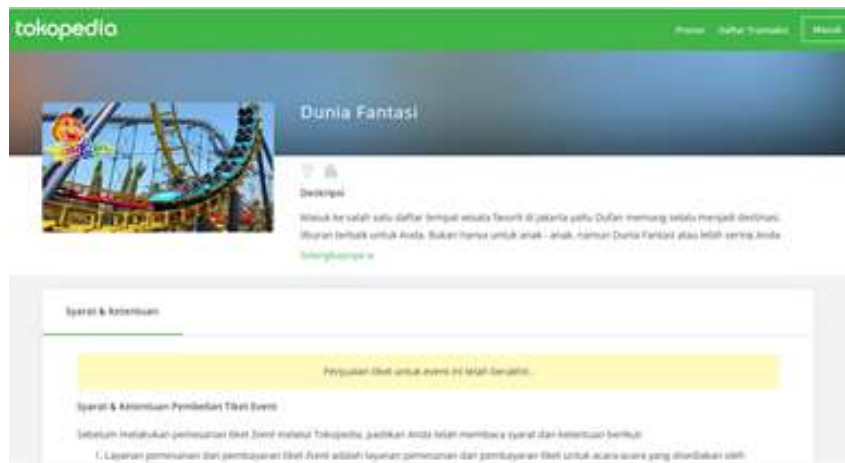 tokopedia
Promo Daftar Transaksi Masuk
Dunia Fantasi
Deskripsi
Masuk ke salah satu daftar tempat wisata favorit di Jakarta yaitu Dufan memang selalu menjadi destinasi
liburan terbaik untuk Anda. Bukan hanya untuk anak - anak, namun Dunia Fantasi atau lebih sering Anda
Selengkapnya
Syarat & Ketentuan
Penjualan tiket untuk event ini telah berakhir.
Syarat & Ketentuan Pembelian Tiket Event
Sebelum melakukan pemesanan tiket Event melalui Tokopedia, pastikan Anda telah membaca syarat dan ketentuan berikut:
1. Layanan pemesanan dan pembayaran tiket Event adalah layanan pemesanan dan pembayaran tiket untuk acara-acara yang disediakan oleh